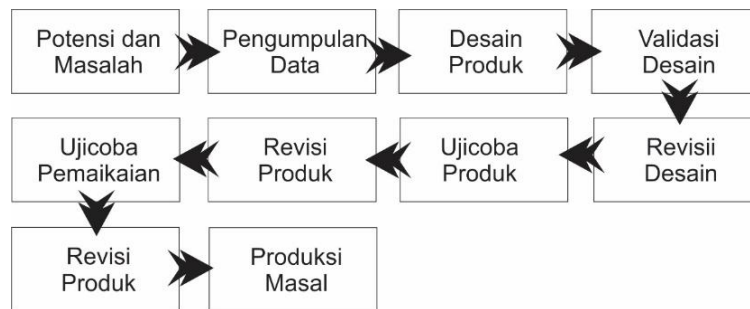 Potensi dan
Masalah
Pengumpulan
Data
Desain
Produk
Validasi
Desain
Revisii
Desain
Ujicoba
Produk
Revisi
Produk
Ujicoba
Pemaikaian
Revisi
Produk
Produksi
Masal